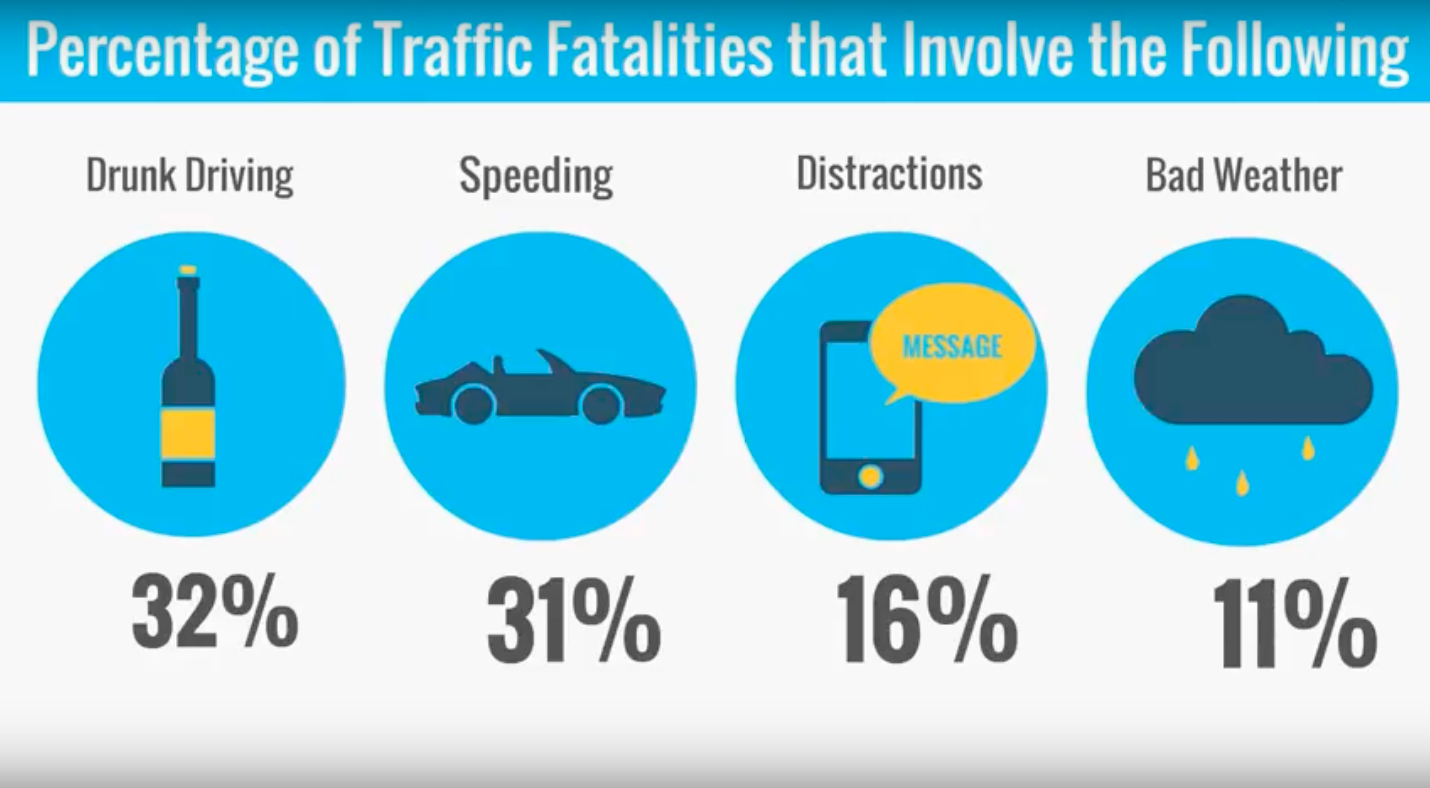 Percentage of Traffic Fatalities that Involve the Following
Drunk Driving
Speeding
Distractions
Bad Weather
MESSAGE
32%
31%
16%
11%